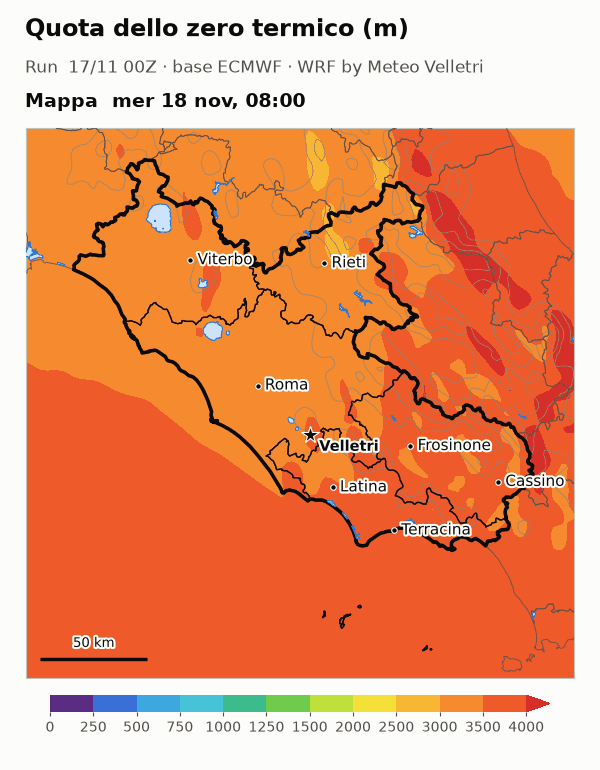 Quota dello zero termico (m)
Run  17/11 00Z · base ECMWF · WRF by Meteo Velletri
Mappa  mer 18 nov, 08:00
Viterbo
Rieti
Roma
Velletri
Frosinone
Cassino
Latina
Terracina
50 km
0 250 500 750 1000 1250 1500 2000 2500 3000 3500 4000